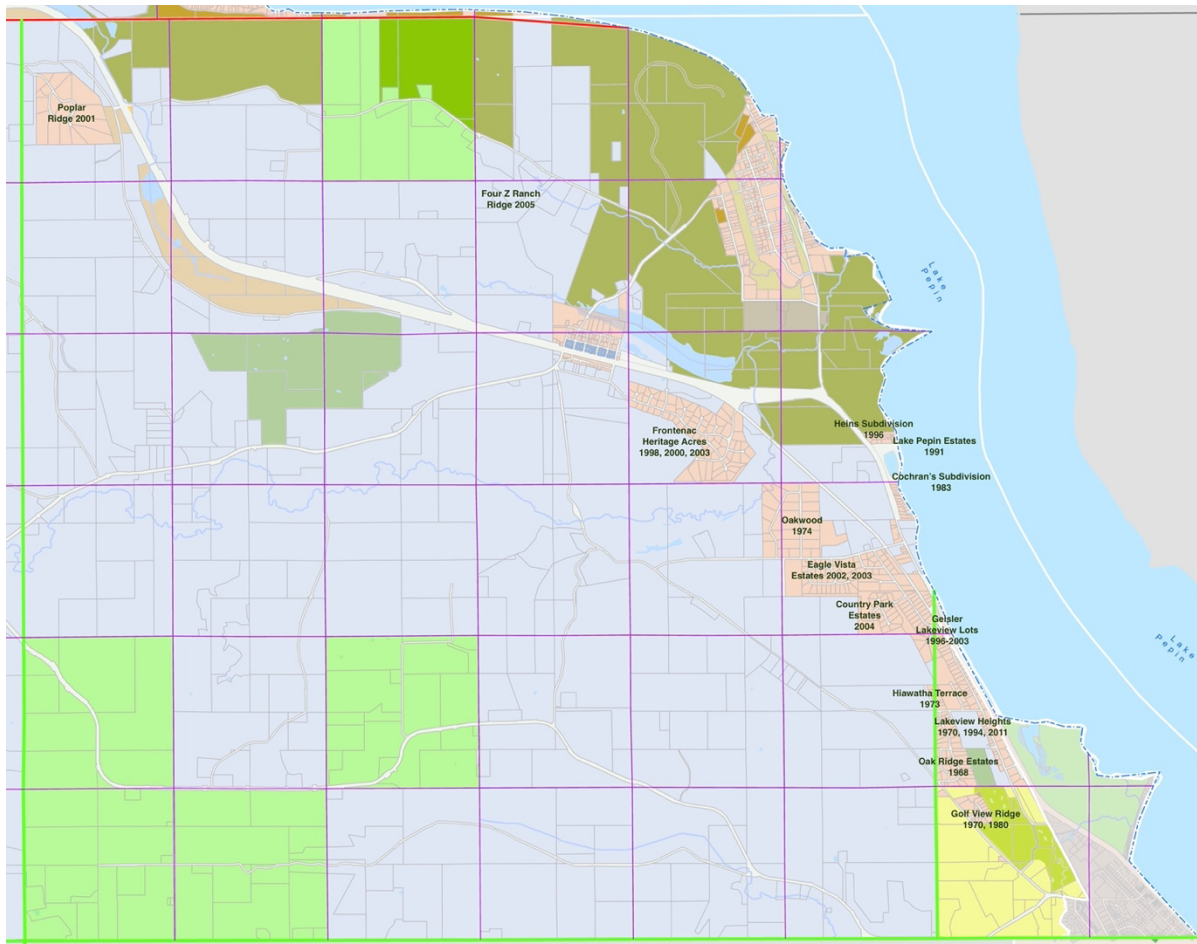 Poplar
Ridge 2001
Four Z Ranch
Ridge 2005
Lake
Pepin
Frontenac
Heritage Acres
1998, 2000, 2003
Heins Subdivision
1996
Lake Pepin Estates
1991
Cochran's Subdivision
1983
Oakwood
1974
Eagle Vista
Estates 2002, 2003
Country Park
Estates
2004
Geisler
Lakeview Lots
1996-2003
Lake
Pepin
Hiawatha Terrace
1973
Lakeview Heights
1970, 1994, 2011
Oak Ridge Estates
1968
Golf View Ridge
1970, 1980